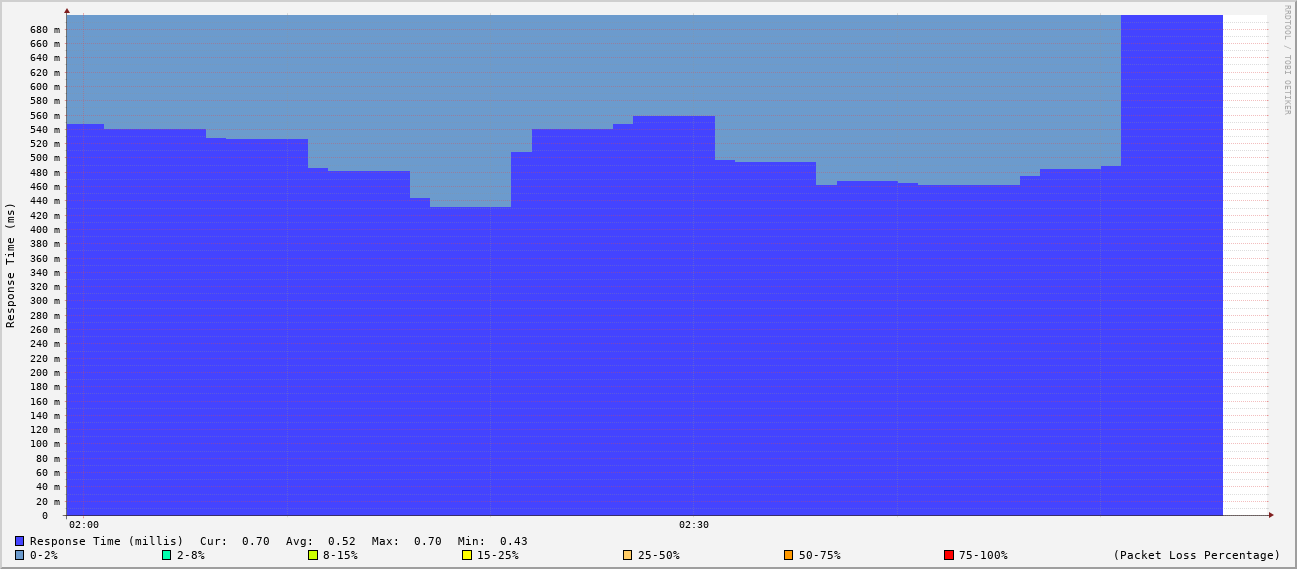 RRDTOOL / TOBI OETIKER
Response Time (ms)
680 m
660 m
640 m
620 m
600 m
580 m
560 m
540 m
520 m
500 m
480 m
460 m
440 m
420 m
400 m
380 m
360 m
340 m
320 m
300 m
280 m
260 m
240 m
220 m
200 m
180 m
160 m
140 m
120 m
100 m
80 m
60 m
40 m
20 m
0
02:00 02:30
Response Time (millis) Cur: 0.70 Avg: 0.52 Max: 0.70 Min: 0.43
0-2% 2-8% 8-15% 15-25% 25-50% 50-75% 75-100% (Packet Loss Percentage)